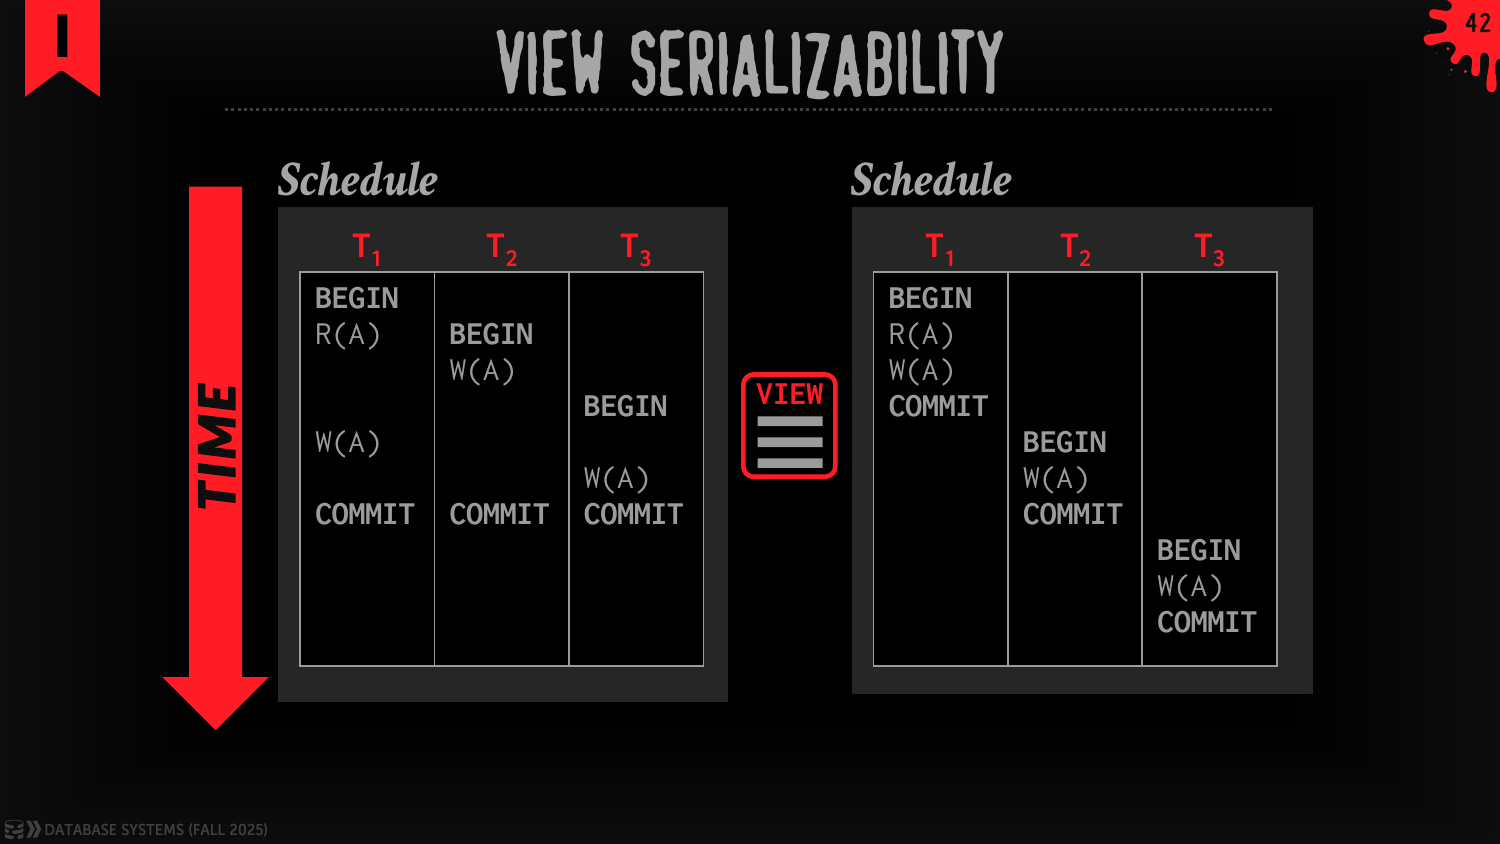 I
42
VIEW SERIALIZABILITY
TIME
Schedule
T1 T2 T3
BEGIN
R(A) BEGIN
W(A)
BEGIN
W(A)
W(A)
COMMIT COMMIT COMMIT
VIEW
Schedule
T1 T2 T3
BEGIN
R(A)
W(A)
COMMIT
BEGIN
W(A)
COMMIT
BEGIN
W(A)
COMMIT
DATABASE SYSTEMS (FALL 2025)